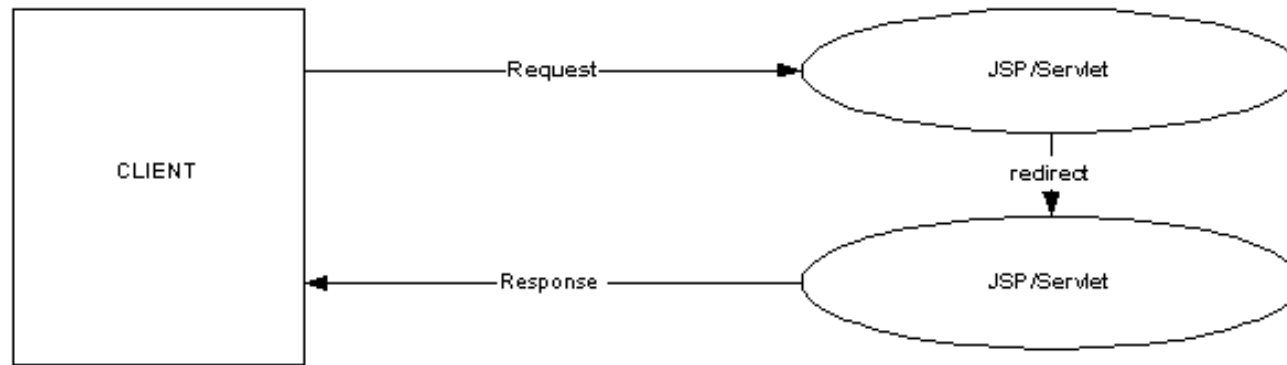 Request
JSP/Servlet
CLIENT
redirect
Response
JSP/Servlet